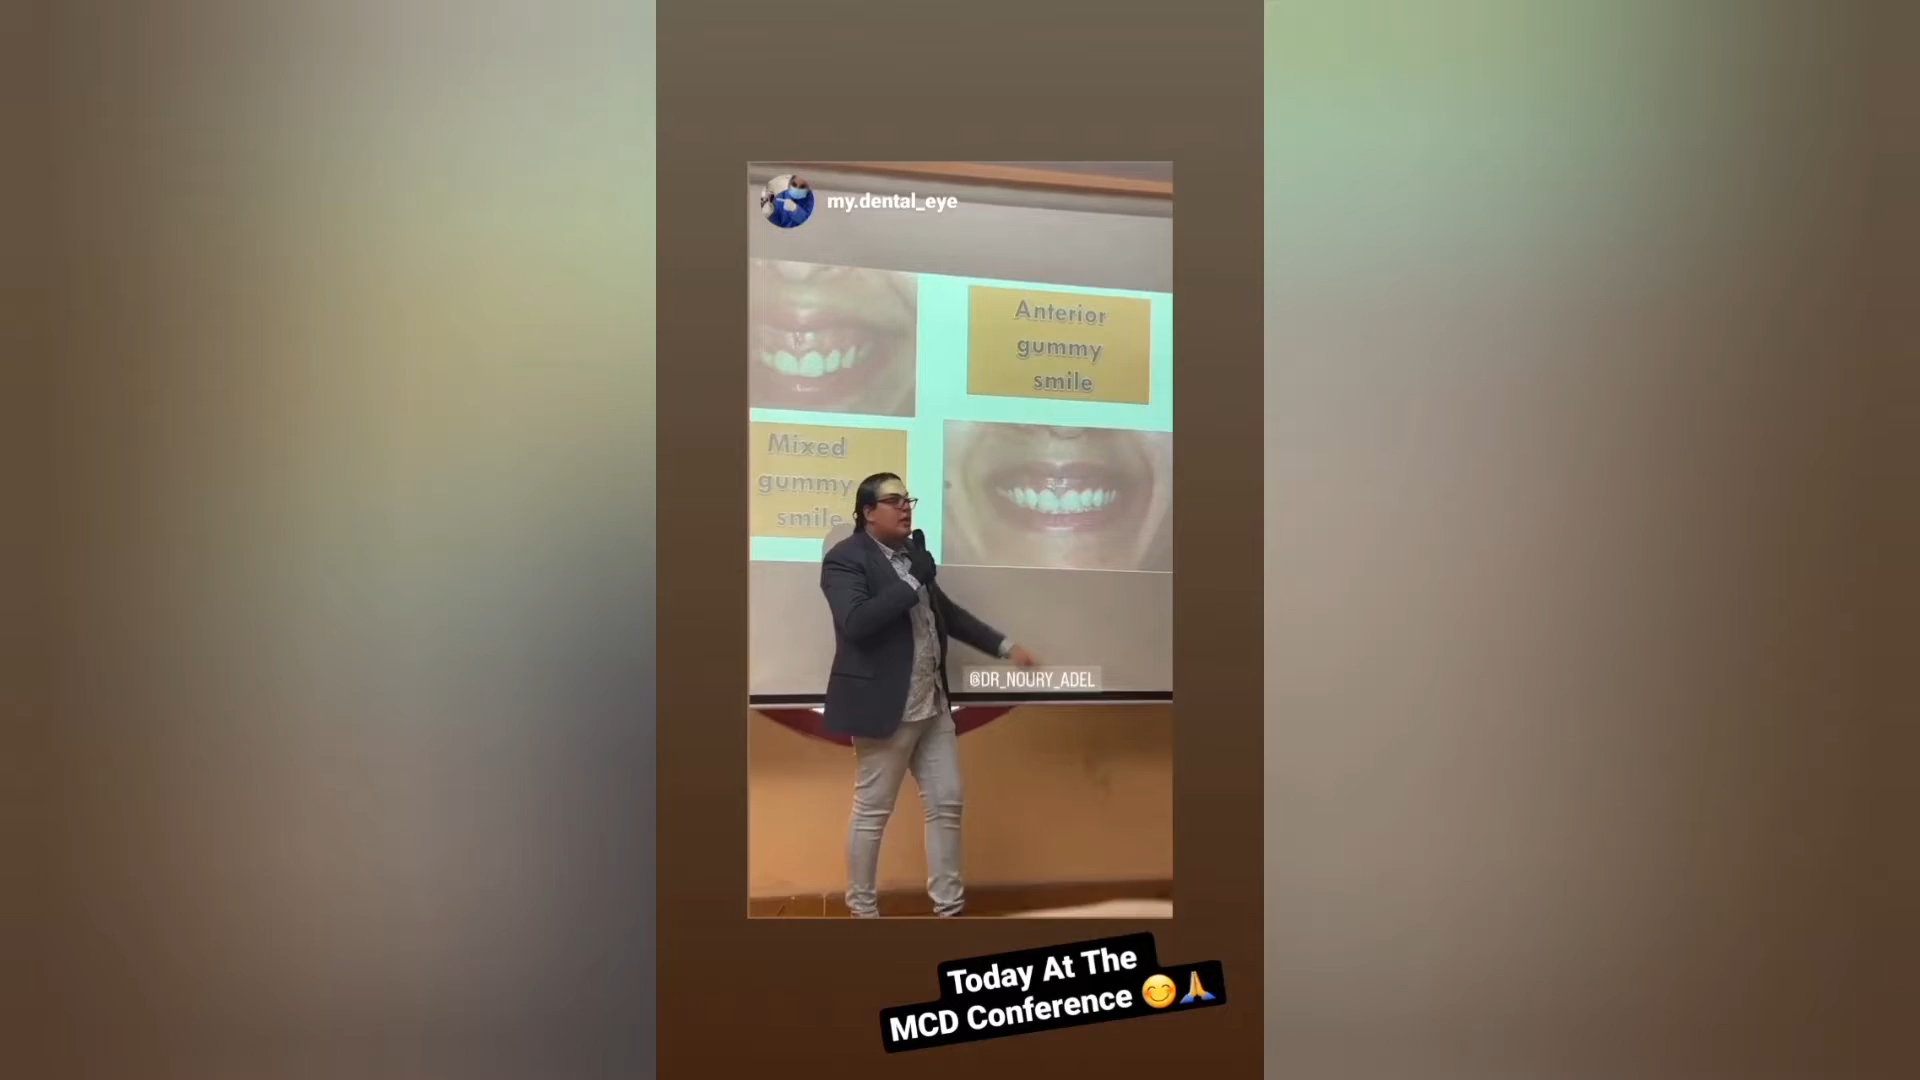 my.dental_eye
Anterior
gummy
smile
Mixed
gummy
smile
@DR_NOURY_ADEL
Today At The
MCD Conference 😊🙏